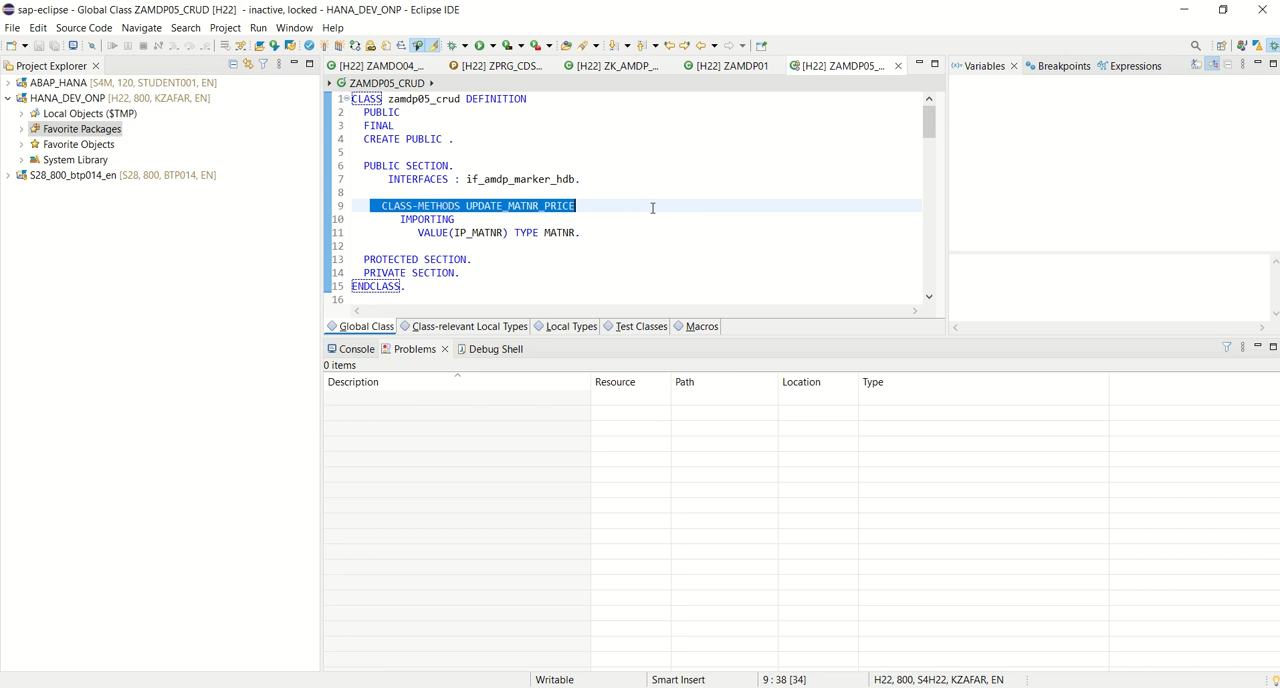 sap-eclipse - Global Class ZAMDP05_CRUD [H22] - inactive, locked - HANA_DEV_ONP - Eclipse IDE
File Edit Source Code Navigate Search Project Explorer Run Window Help
Project Explorer
ABAP_HANA [S4M, 120, STUDENT001, EN]
HANA_DEV_ONP [H22, 800, KZAFAR, EN]
Local Objects ($TMP)
Favorite Packages
Favorite Objects
System Library
S28_800_btp014_en [S28, 800, BTP014, EN]
[H22] ZAMDO04_... [H22] ZPRG_CDS... [H22] ZK_AMDP_... [H22] ZAMDP01 [H22] ZAMDP05_...
ZAMDP05_CRUD
1 CLASS zamdp05_crud DEFINITION
2 PUBLIC
3 FINAL
4 CREATE PUBLIC .
5
6 PUBLIC SECTION.
7 INTERFACES : if_amdp_marker_hdb.
8
9 CLASS-METHODS UPDATE_MATNR_PRICE
10 IMPORTING
11 VALUE(IP_MATNR) TYPE MATNR.
12
13 PROTECTED SECTION.
14 PRIVATE SECTION.
15 ENDCLASS.
16
Global Class Class-relevant Local Types Local Types Test Classes Macros
Variables Breakpoints Expressions
Console Problems Debug Shell
0 items
Description Resource Path Location Type
Writable Smart Insert 9 : 38 [34] H22, 800, S4H22, KZAFAR, EN